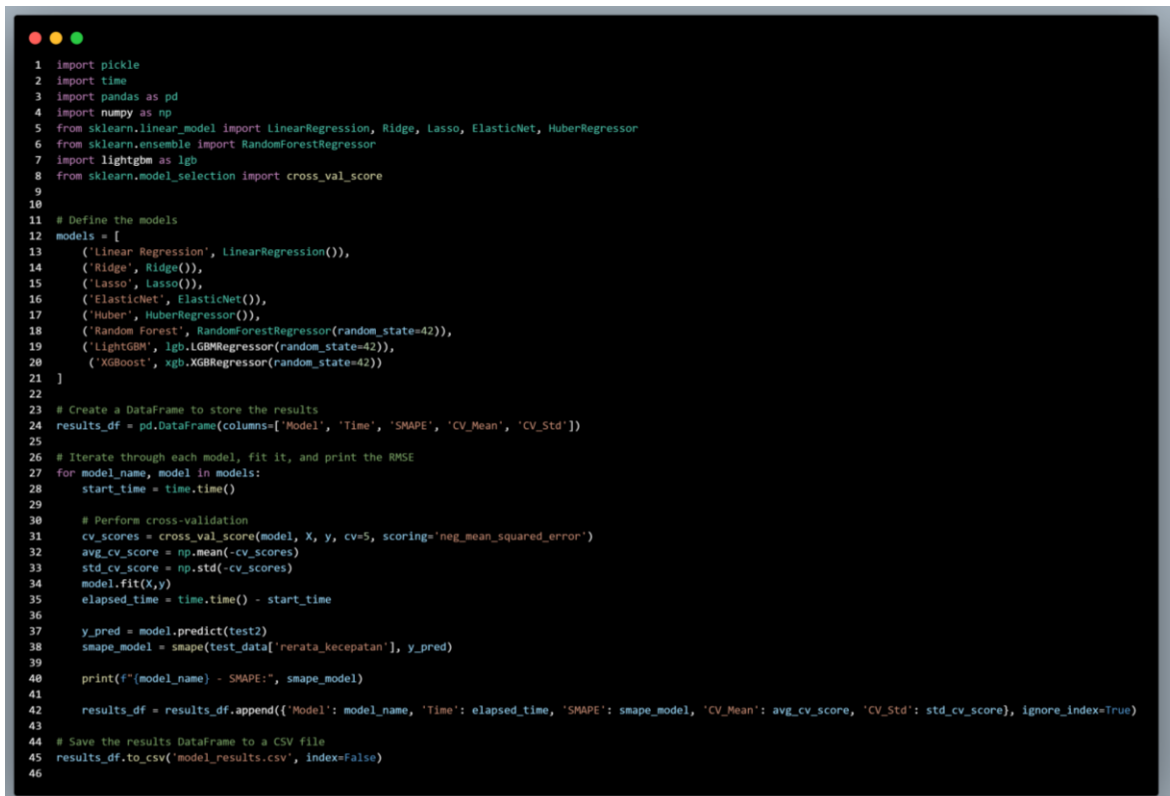 1 import pickle
2 import time
3 import pandas as pd
4 import numpy as np
5 from sklearn.linear_model import LinearRegression, Ridge, Lasso, ElasticNet, HuberRegressor
6 from sklearn.ensemble import RandomForestRegressor
7 import lightgbm as lgb
8 from sklearn.model_selection import cross_val_score
9
10
11 # Define the models
12 models = [
13     ('Linear Regression', LinearRegression()),
14     ('Ridge', Ridge()),
15     ('Lasso', Lasso()),
16     ('ElasticNet', ElasticNet()),
17     ('Huber', HuberRegressor()),
18     ('Random Forest', RandomForestRegressor(random_state=42)),
19     ('LightGBM', lgb.LGBMRegressor(random_state=42)),
20      ('XGBoost', xgb.XGBRegressor(random_state=42))
21 ]
22
23 # Create a DataFrame to store the results
24 results_df = pd.DataFrame(columns=['Model', 'Time', 'SMAPE', 'CV_Mean', 'CV_Std'])
25
26 # Iterate through each model, fit it, and print the RMSE
27 for model_name, model in models:
28     start_time = time.time()
29
30     # Perform cross-validation
31     cv_scores = cross_val_score(model, X, y, cv=5, scoring='neg_mean_squared_error')
32     avg_cv_score = np.mean(-cv_scores)
33     std_cv_score = np.std(-cv_scores)
34     model.fit(X,y)
35     elapsed_time = time.time() - start_time
36
37     y_pred = model.predict(test2)
38     smape_model = smape(test_data['rerata_kecepatan'], y_pred)
39
40     print(f"{model_name} - SMAPE:", smape_model)
41
42     results_df = results_df.append({'Model': model_name, 'Time': elapsed_time, 'SMAPE': smape_model, 'CV_Mean': avg_cv_score, 'CV_Std': std_cv_score}, ignore_index=True)
43
44 # Save the results DataFrame to a CSV file
45 results_df.to_csv('model_results.csv', index=False)
46